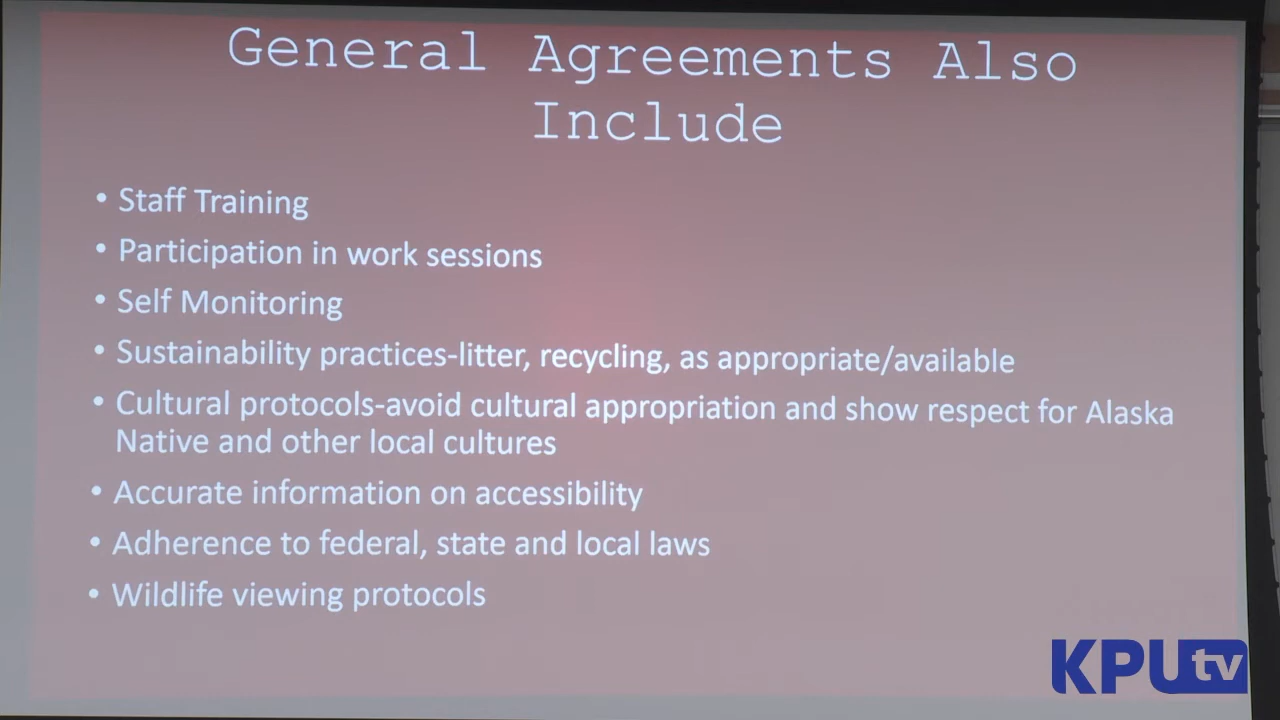 General Agreements Also
Include
• Staff Training
• Participation in work sessions
• Self Monitoring
• Sustainability practices-litter, recycling, as appropriate/available
• Cultural protocols-avoid cultural appropriation and show respect for Alaska
Native and other local cultures
• Accurate information on accessibility
• Adherence to federal, state and local laws
• Wildlife viewing protocols
KPUtv